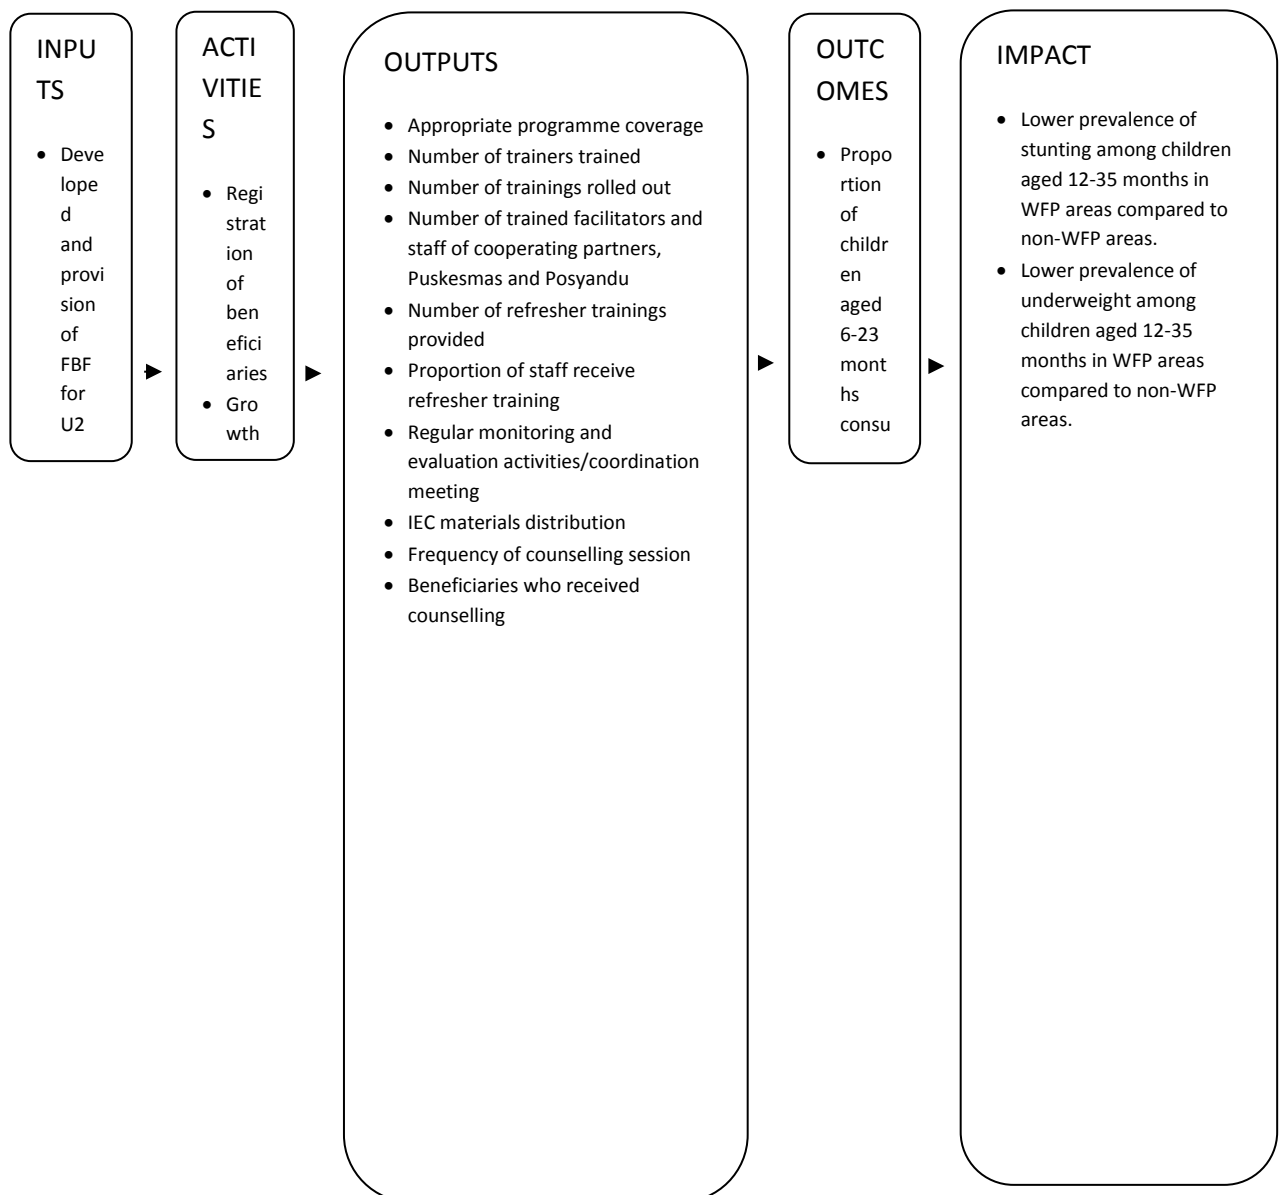 INPU
TS
• Deve
lope
d
and
provi
sion
of
FBF
for
U2
ACTI
VITIE
S
• Regi
strat
ion
of
ben
efici
aries
• Gro
wth
OUTPUTS
• Appropriate programme coverage
• Number of trainers trained
• Number of trainings rolled out
• Number of trained facilitators and
staff of cooperating partners,
Puskesmas and Posyandu
• Number of refresher trainings
provided
• Proportion of staff receive
refresher training
• Regular monitoring and
evaluation activities/coordination
meeting
• IEC materials distribution
• Frequency of counselling session
• Beneficiaries who received
counselling
OUTC
OMES
• Propo
rtion
of
childr
en
aged
6-23
mont
hs
consu
IMPACT
• Lower prevalence of
stunting among children
aged 12-35 months in
WFP areas compared to
non-WFP areas.
• Lower prevalence of
underweight among
children aged 12-35
months in WFP areas
compared to non-WFP
areas.